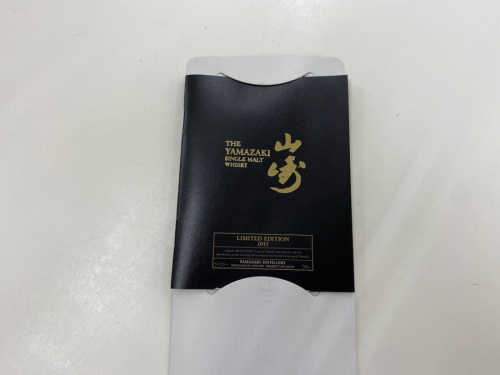 THE
YAMAZAKI
SINGLE MALT
WHISKY
山崎
LIMITED EDITION
2015
YAMAZAKI DISTILLERY